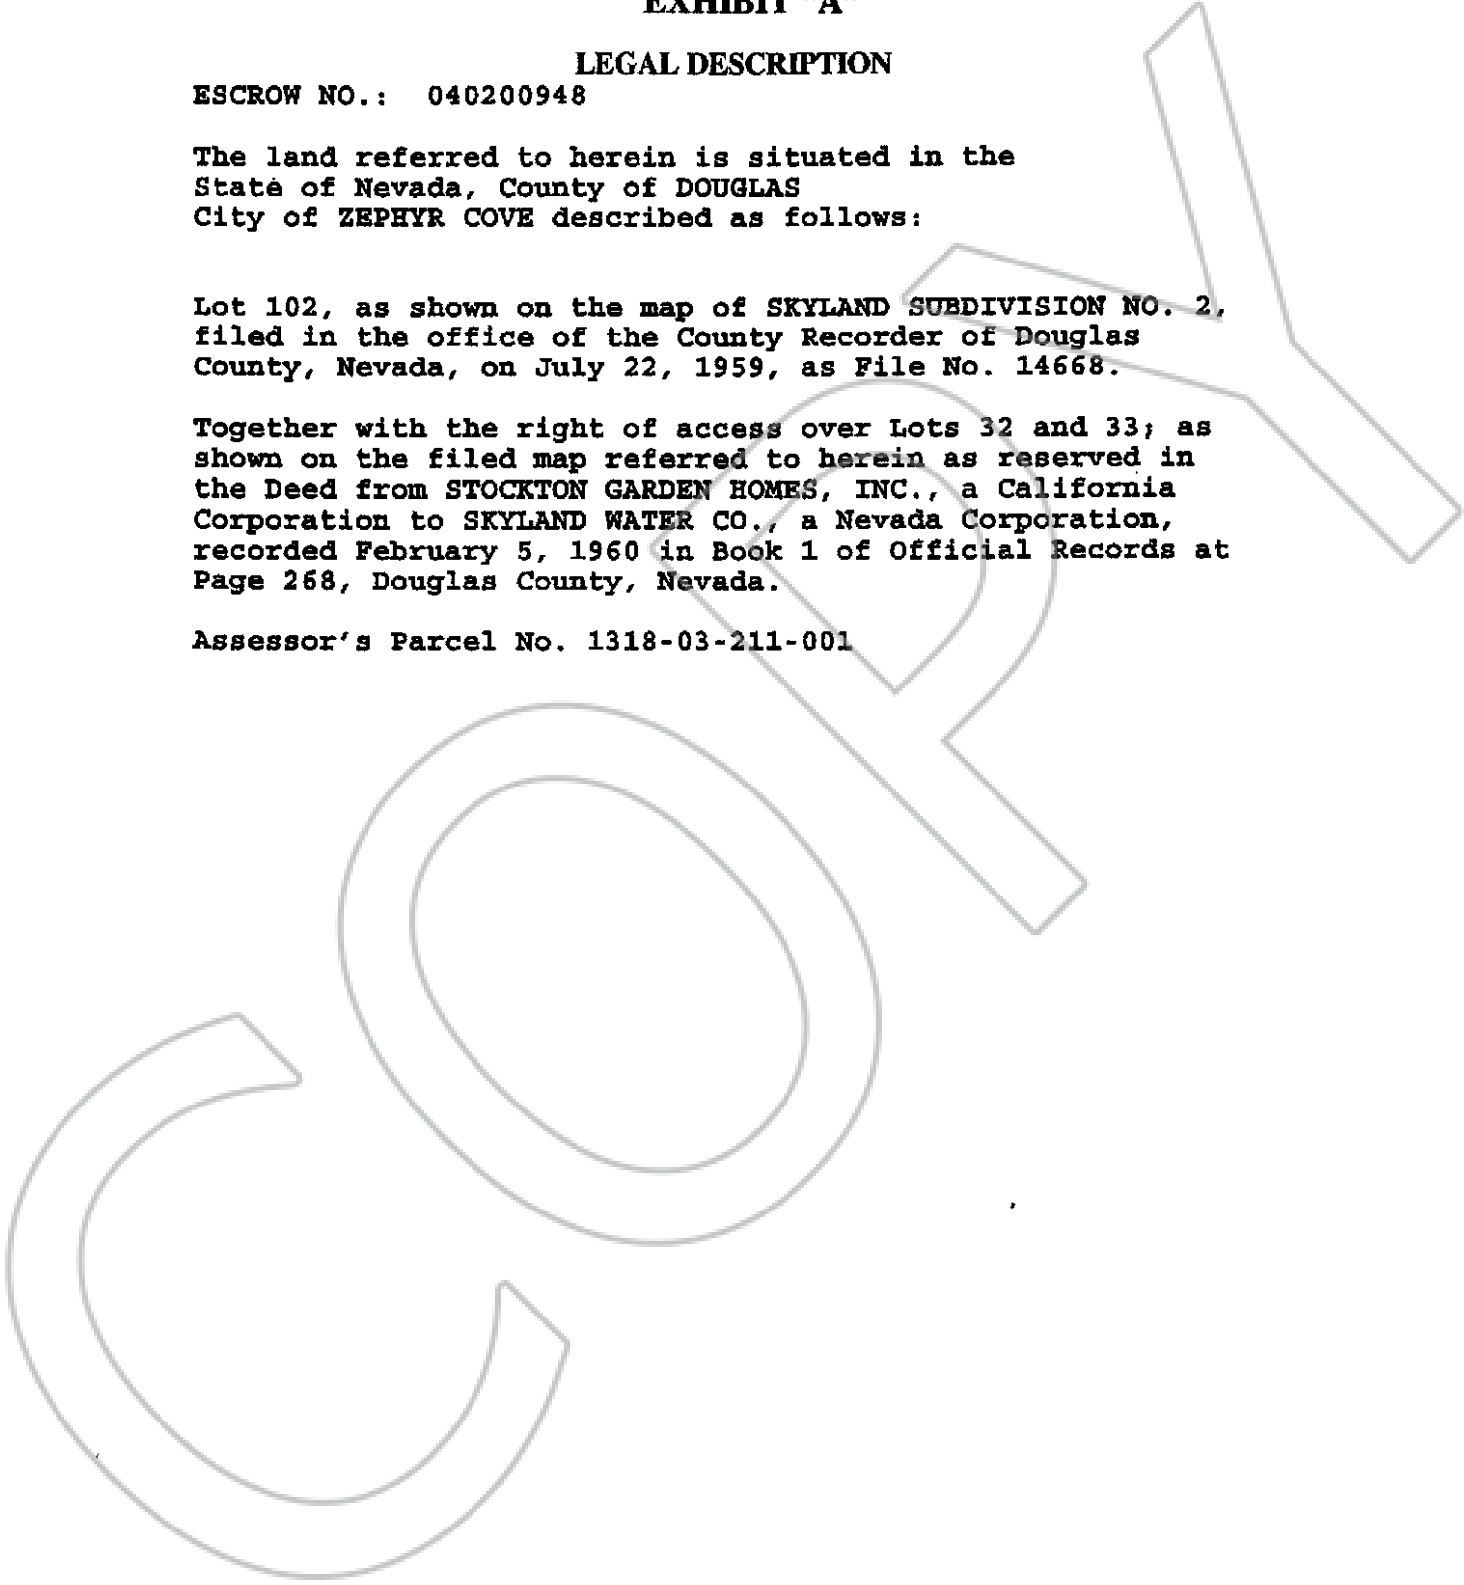 EXHIBIT "A"
LEGAL DESCRIPTION
ESCROW NO.: 040200948
The land referred to herein is situated in the
State of Nevada, County of DOUGLAS
City of ZEPHYR COVE described as follows:
Lot 102, as shown on the map of SKYLAND SUBDIVISION NO. 2,
filed in the office of the County Recorder of Douglas
County, Nevada, on July 22, 1959, as File No. 14668.
Together with the right of access over Lots 32 and 33; as
shown on the filed map referred to herein as reserved in
the Deed from STOCKTON GARDEN HOMES, INC., a California
Corporation to SKYLAND WATER CO., a Nevada Corporation,
recorded February 5, 1960 in Book 1 of Official Records at
Page 268, Douglas County, Nevada.
Assessor's Parcel No. 1318-03-211-001
COPY